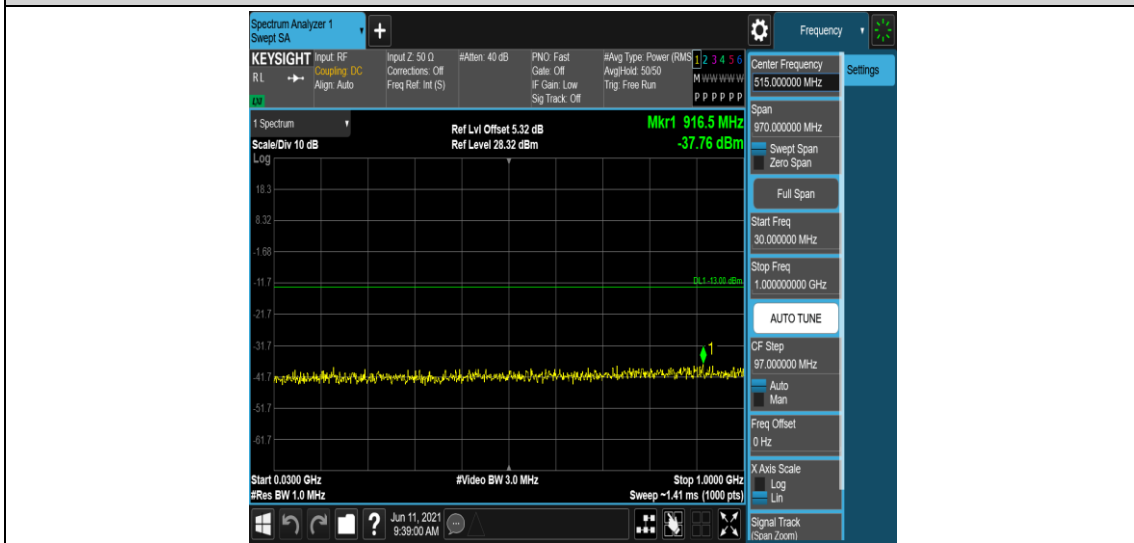 Spectrum Analyzer 1
Swept SA
+
Frequency
KEYSIGHT
R L
LXI
Input: RF
Coupling: DC
Align: Auto
Input Z: 50 Ω
Corrections: Off
Freq Ref: Int (S)
#Atten: 40 dB
PNO: Fast
Gate: Off
IF Gain: Low
Sig Track: Off
#Avg Type: Power (RMS
Avg|Hold: 50/50
Trig: Free Run
1 2 3 4 5 6
M W W W W W
P P P P P P
1 Spectrum
Scale/Div 10 dB
Log
Ref Lvl Offset 5.32 dB
Ref Level 28.32 dBm
Mkr1 916.5 MHz
-37.76 dBm
18.3
8.32
-1.68
-11.7
DL1 -13.00 dBm
-21.7
-31.7
1
-41.7
-51.7
-61.7
Start 0.0300 GHz
#Res BW 1.0 MHz
#Video BW 3.0 MHz
Stop 1.0000 GHz
Sweep ~1.41 ms (1000 pts)
Jun 11, 2021
9:39:00 AM
?
Center Frequency
515.000000 MHz
Settings
Span
970.000000 MHz
Swept Span
Zero Span
Full Span
Start Freq
30.000000 MHz
Stop Freq
1.000000000 GHz
AUTO TUNE
CF Step
97.000000 MHz
Auto
Man
Freq Offset
0 Hz
X Axis Scale
Log
Lin
Signal Track
(Span Zoom)